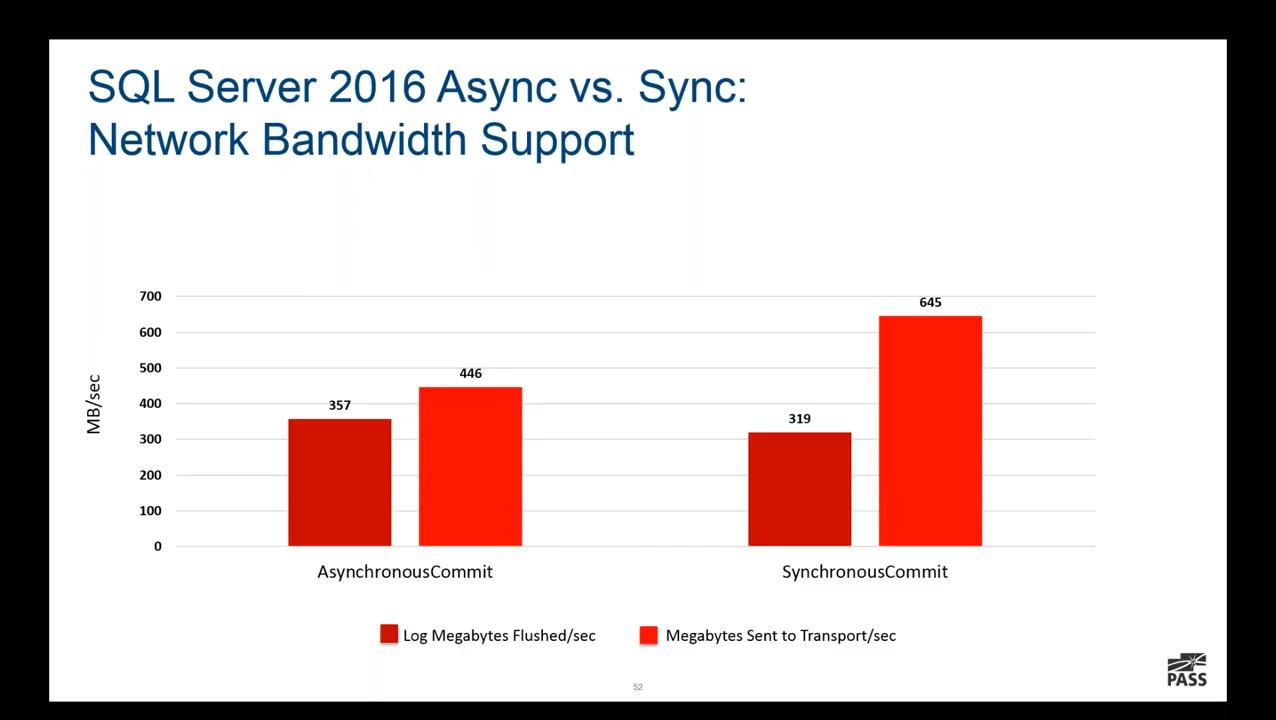 SQL Server 2016 Async vs. Sync:
Network Bandwidth Support
700
600
500
400
300
200
100
0
MB/sec
357
446
319
645
AsynchronousCommit
SynchronousCommit
Log Megabytes Flushed/sec
Megabytes Sent to Transport/sec
52
PASS